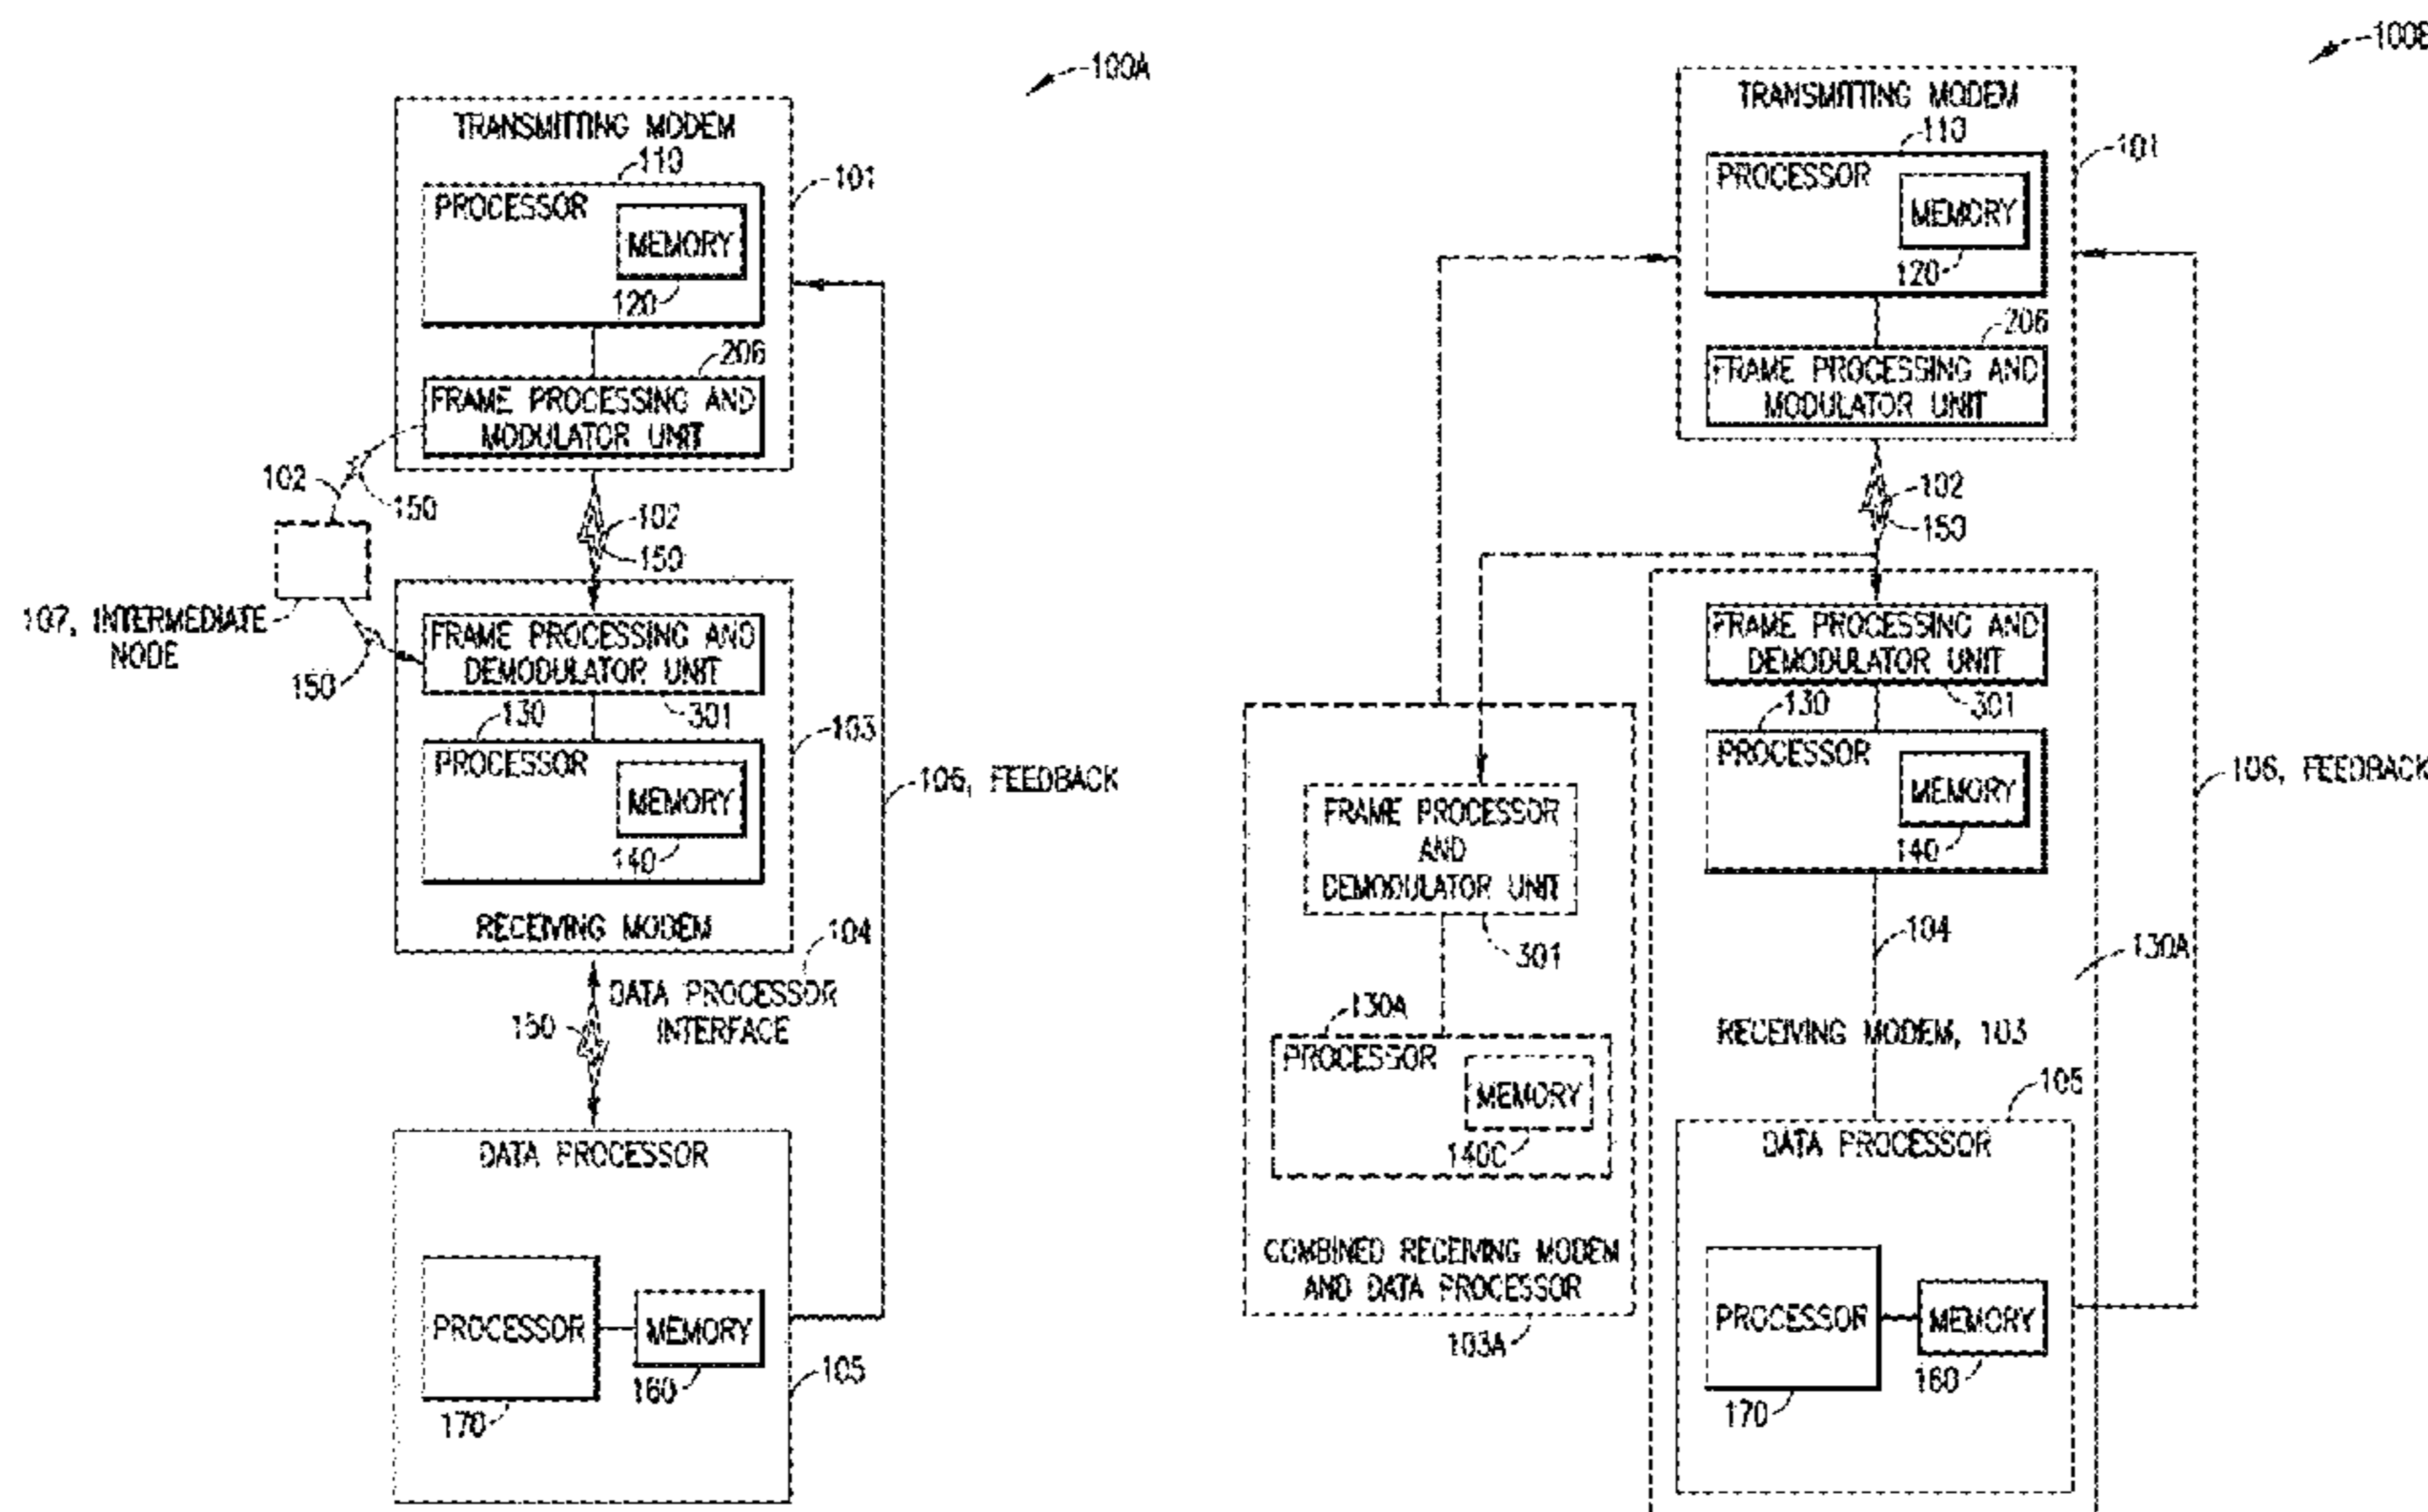 100A
TRANSMITTING MODEM
110
PROCESSOR
MEMORY
120
101
206
FRAME PROCESSING AND
MODULATOR UNIT
102
150
102
150
107, INTERMEDIATE
NODE
150
FRAME PROCESSING AND
DEMODULATOR UNIT
301
130
PROCESSOR
MEMORY
140
103
RECEIVING MODEM
106, FEEDBACK
104
DATA PROCESSOR
INTERFACE
150
DATA PROCESSOR
PROCESSOR
MEMORY
160
170
105
100B
TRANSMITTING MODEM
110
PROCESSOR
MEMORY
120
101
206
FRAME PROCESSING AND
MODULATOR UNIT
102
150
FRAME PROCESSING AND
DEMODULATOR UNIT
301
130
PROCESSOR
MEMORY
140
106, FEEDBACK
FRAME PROCESSOR
AND
DEMODULATOR UNIT
301
130A
PROCESSOR
MEMORY
140C
COMBINED RECEIVING MODEM
AND DATA PROCESSOR
103A
104
130A
RECEIVING MODEM, 103
105
DATA PROCESSOR
PROCESSOR
MEMORY
160
170